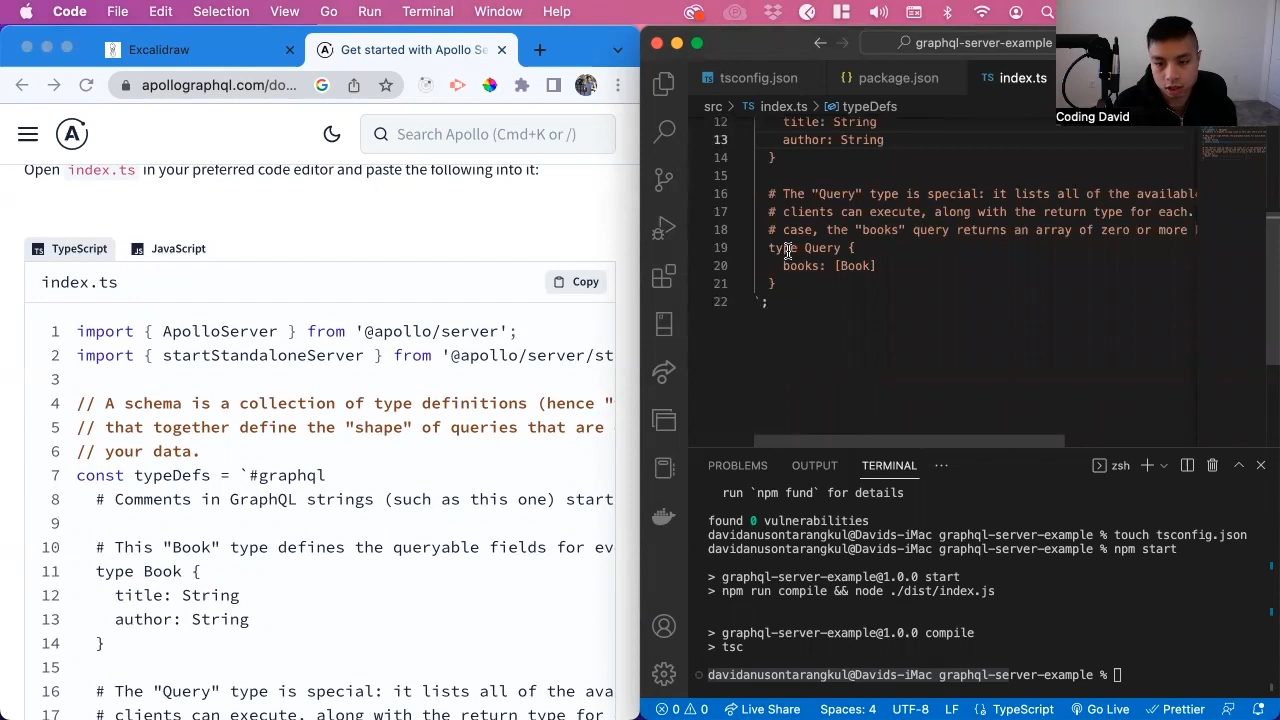 Code File Edit Selection View Go Run Terminal Window Help
Excalidraw
Get started with Apollo Se
apollographql.com/do...
Search Apollo (Cmd+K or /)
Open index.ts in your preferred code editor and paste the following into it:
TypeScript JavaScript
index.ts
Copy
1 import { ApolloServer } from '@apollo/server';
2 import { startStandaloneServer } from '@apollo/server/st
3
4 // A schema is a collection of type definitions (hence "
5 // that together define the "shape" of queries that are
6 // your data.
7 const typeDefs = `#graphql
8 # Comments in GraphQL strings (such as this one) start
9
10 # This "Book" type defines the queryable fields for ev
11 type Book {
12 title: String
13 author: String
14 }
15
16 # The "Query" type is special: it lists all of the ava
17 # clients can execute, along with the return type for
graphql-server-example
tsconfig.json package.json index.ts
src > index.ts > typeDefs
Coding David
12 title: String
13 author: String
14 }
15
16 # The "Query" type is special: it lists all of the availabl
17 # clients can execute, along with the return type for each.
18 # case, the "books" query returns an array of zero or more
19 type Query {
20 books: [Book]
21 }
22 `;
PROBLEMS OUTPUT TERMINAL ...
zsh
run `npm fund` for details
found 0 vulnerabilities
davidanusontarangkul@Davids-iMac graphql-server-example % touch tsconfig.json
davidanusontarangkul@Davids-iMac graphql-server-example % npm start
> graphql-server-example@1.0.0 start
> npm run compile && node ./dist/index.js
> graphql-server-example@1.0.0 compile
> tsc
davidanusontarangkul@Davids-iMac graphql-server-example %
0 0 Live Share Spaces: 4 UTF-8 LF {} TypeScript Go Live Prettier